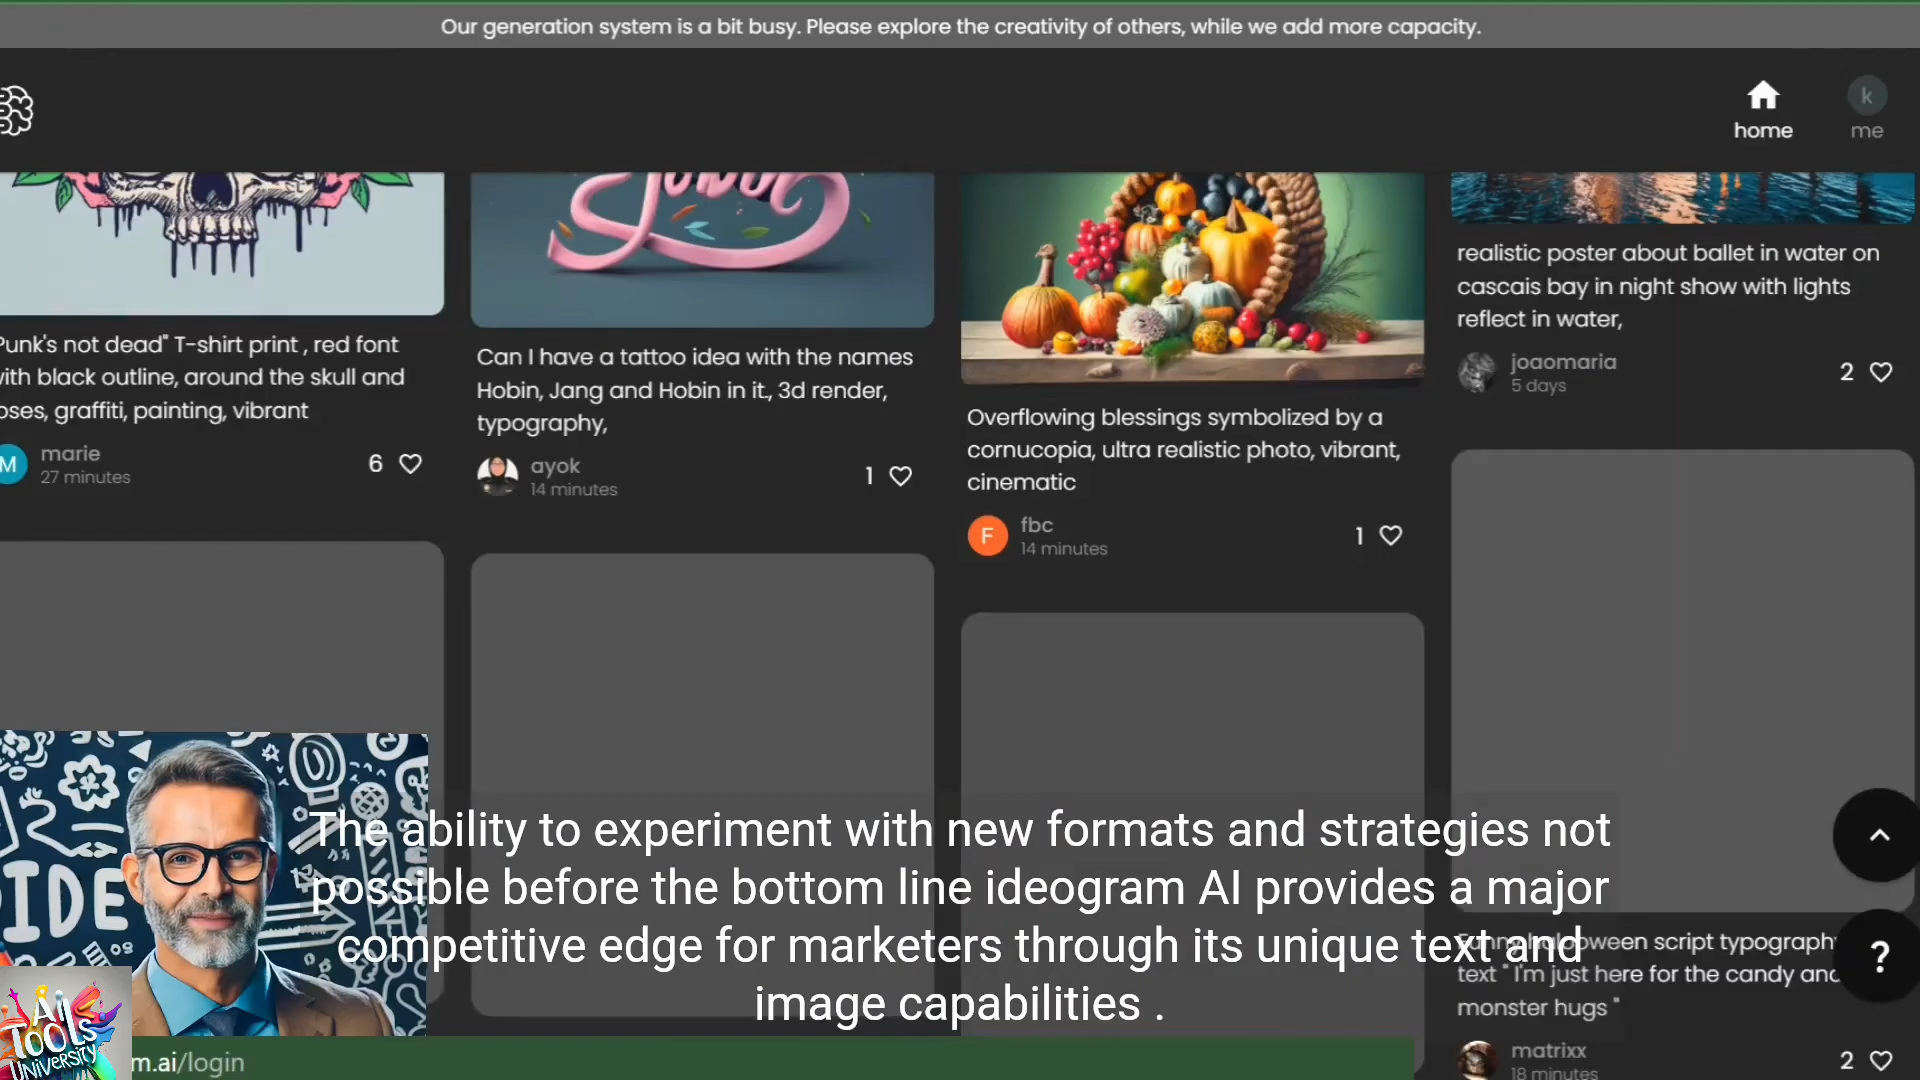 Our generation system is a bit busy. Please explore the creativity of others, while we add more capacity.
home
k
me
Punk's not dead" T-shirt print , red font
with black outline, around the skull and
roses, graffiti, painting, vibrant
M
marie
27 minutes
6
Can I have a tattoo idea with the names
Hobin, Jang and Hobin in it., 3d render,
typography,
ayok
14 minutes
1
Overflowing blessings symbolized by a
cornucopia, ultra realistic photo, vibrant,
cinematic
F
fbc
14 minutes
1
realistic poster about ballet in water on
cascais bay in night show with lights
reflect in water,
joaomaria
5 days
2
Funny halooween script typography
text " I'm just here for the candy and
monster hugs "
matrixx
18 minutes
2
?
IDE
The ability to experiment with new formats and strategies not
possible before the bottom line ideogram AI provides a major
competitive edge for marketers through its unique text and
image capabilities .
TOOLS
UNIVERSITY
m.ai/login